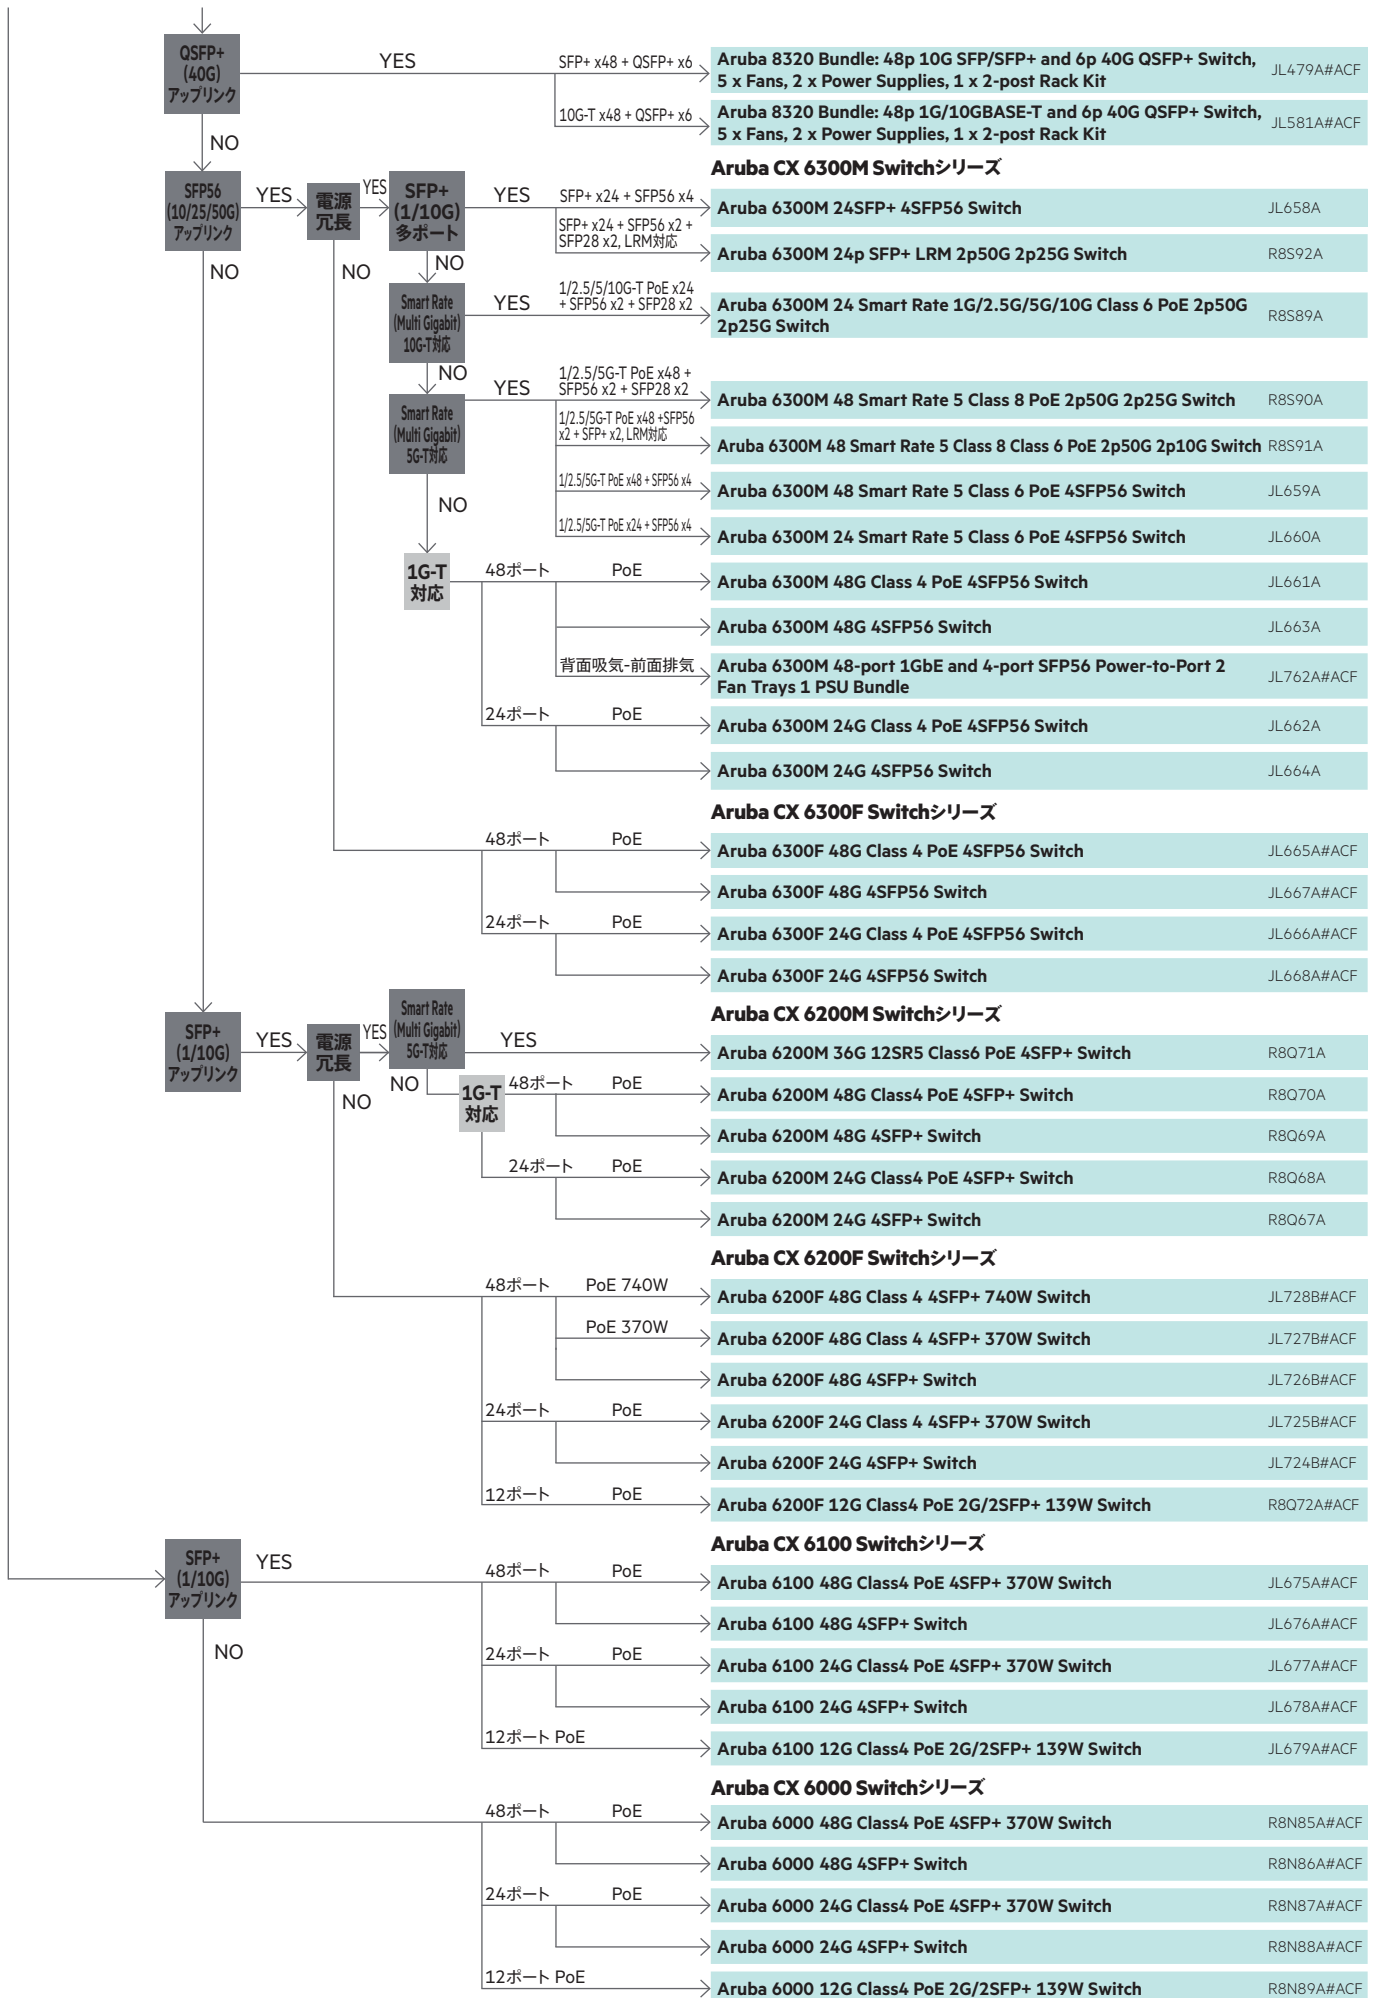 QSFP+
(40G)
アップリンク
YES
SFP+ x48 + QSFP+ x6
Aruba 8320 Bundle: 48p 10G SFP/SFP+ and 6p 40G QSFP+ Switch,
5 x Fans, 2 x Power Supplies, 1 x 2-post Rack Kit
JL479A#ACF
10G-T x48 + QSFP+ x6
Aruba 8320 Bundle: 48p 1G/10GBASE-T and 6p 40G QSFP+ Switch,
5 x Fans, 2 x Power Supplies, 1 x 2-post Rack Kit
JL581A#ACF
NO
Aruba CX 6300M Switchシリーズ
SFP56
(10/25/50G)
アップリンク
YES
電源
冗長
YES
SFP+
(1/10G)
多ポート
YES
SFP+ x24 + SFP56 x4
Aruba 6300M 24SFP+ 4SFP56 Switch
JL658A
SFP+ x24 + SFP56 x2 +
SFP28 x2, LRM対応
Aruba 6300M 24p SFP+ LRM 2p50G 2p25G Switch
R8S92A
NO
NO
NO
Smart Rate
(Multi Gigabit)
10G-T対応
YES
1/2.5/5/10G-T PoE x24
+ SFP56 x2 + SFP28 x2
Aruba 6300M 24 Smart Rate 1G/2.5G/5G/10G Class 6 PoE 2p50G
2p25G Switch
R8S89A
NO
Smart Rate
(Multi Gigabit)
5G-T対応
YES
1/2.5/5G-T PoE x48 +
SFP56 x2 + SFP28 x2
Aruba 6300M 48 Smart Rate 5 Class 8 PoE 2p50G 2p25G Switch
R8S90A
1/2.5/5G-T PoE x48 +SFP56
x2 + SFP+ x2, LRM対応
Aruba 6300M 48 Smart Rate 5 Class 8 Class 6 PoE 2p50G 2p10G Switch
R8S91A
1/2.5/5G-T PoE x48 + SFP56 x4
Aruba 6300M 48 Smart Rate 5 Class 6 PoE 4SFP56 Switch
JL659A
NO
1/2.5/5G-T PoE x24 + SFP56 x4
Aruba 6300M 24 Smart Rate 5 Class 6 PoE 4SFP56 Switch
JL660A
1G-T
対応
48ポート
PoE
Aruba 6300M 48G Class 4 PoE 4SFP56 Switch
JL661A
Aruba 6300M 48G 4SFP56 Switch
JL663A
背面吸気-前面排気
Aruba 6300M 48-port 1GbE and 4-port SFP56 Power-to-Port 2
Fan Trays 1 PSU Bundle
JL762A#ACF
24ポート
PoE
Aruba 6300M 24G Class 4 PoE 4SFP56 Switch
JL662A
Aruba 6300M 24G 4SFP56 Switch
JL664A
Aruba CX 6300F Switchシリーズ
48ポート
PoE
Aruba 6300F 48G Class 4 PoE 4SFP56 Switch
JL665A#ACF
Aruba 6300F 48G 4SFP56 Switch
JL667A#ACF
24ポート
PoE
Aruba 6300F 24G Class 4 PoE 4SFP56 Switch
JL666A#ACF
Aruba 6300F 24G 4SFP56 Switch
JL668A#ACF
Aruba CX 6200M Switchシリーズ
SFP+
(1/10G)
アップリンク
YES
電源
冗長
YES
Smart Rate
(Multi Gigabit)
5G-T対応
YES
Aruba 6200M 36G 12SR5 Class6 PoE 4SFP+ Switch
R8Q71A
NO
NO
1G-T
対応
48ポート
PoE
Aruba 6200M 48G Class4 PoE 4SFP+ Switch
R8Q70A
Aruba 6200M 48G 4SFP+ Switch
R8Q69A
24ポート
PoE
Aruba 6200M 24G Class4 PoE 4SFP+ Switch
R8Q68A
Aruba 6200M 24G 4SFP+ Switch
R8Q67A
Aruba CX 6200F Switchシリーズ
48ポート
PoE 740W
Aruba 6200F 48G Class 4 4SFP+ 740W Switch
JL728B#ACF
PoE 370W
Aruba 6200F 48G Class 4 4SFP+ 370W Switch
JL727B#ACF
Aruba 6200F 48G 4SFP+ Switch
JL726B#ACF
24ポート
PoE
Aruba 6200F 24G Class 4 4SFP+ 370W Switch
JL725B#ACF
Aruba 6200F 24G 4SFP+ Switch
JL724B#ACF
12ポート
PoE
Aruba 6200F 12G Class4 PoE 2G/2SFP+ 139W Switch
R8Q72A#ACF
Aruba CX 6100 Switchシリーズ
SFP+
(1/10G)
アップリンク
YES
48ポート
PoE
Aruba 6100 48G Class4 PoE 4SFP+ 370W Switch
JL675A#ACF
Aruba 6100 48G 4SFP+ Switch
JL676A#ACF
NO
24ポート
PoE
Aruba 6100 24G Class4 PoE 4SFP+ 370W Switch
JL677A#ACF
Aruba 6100 24G 4SFP+ Switch
JL678A#ACF
12ポート PoE
Aruba 6100 12G Class4 PoE 2G/2SFP+ 139W Switch
JL679A#ACF
Aruba CX 6000 Switchシリーズ
48ポート
PoE
Aruba 6000 48G Class4 PoE 4SFP+ 370W Switch
R8N85A#ACF
Aruba 6000 48G 4SFP+ Switch
R8N86A#ACF
24ポート
PoE
Aruba 6000 24G Class4 PoE 4SFP+ 370W Switch
R8N87A#ACF
Aruba 6000 24G 4SFP+ Switch
R8N88A#ACF
12ポート PoE
Aruba 6000 12G Class4 PoE 2G/2SFP+ 139W Switch
R8N89A#ACF